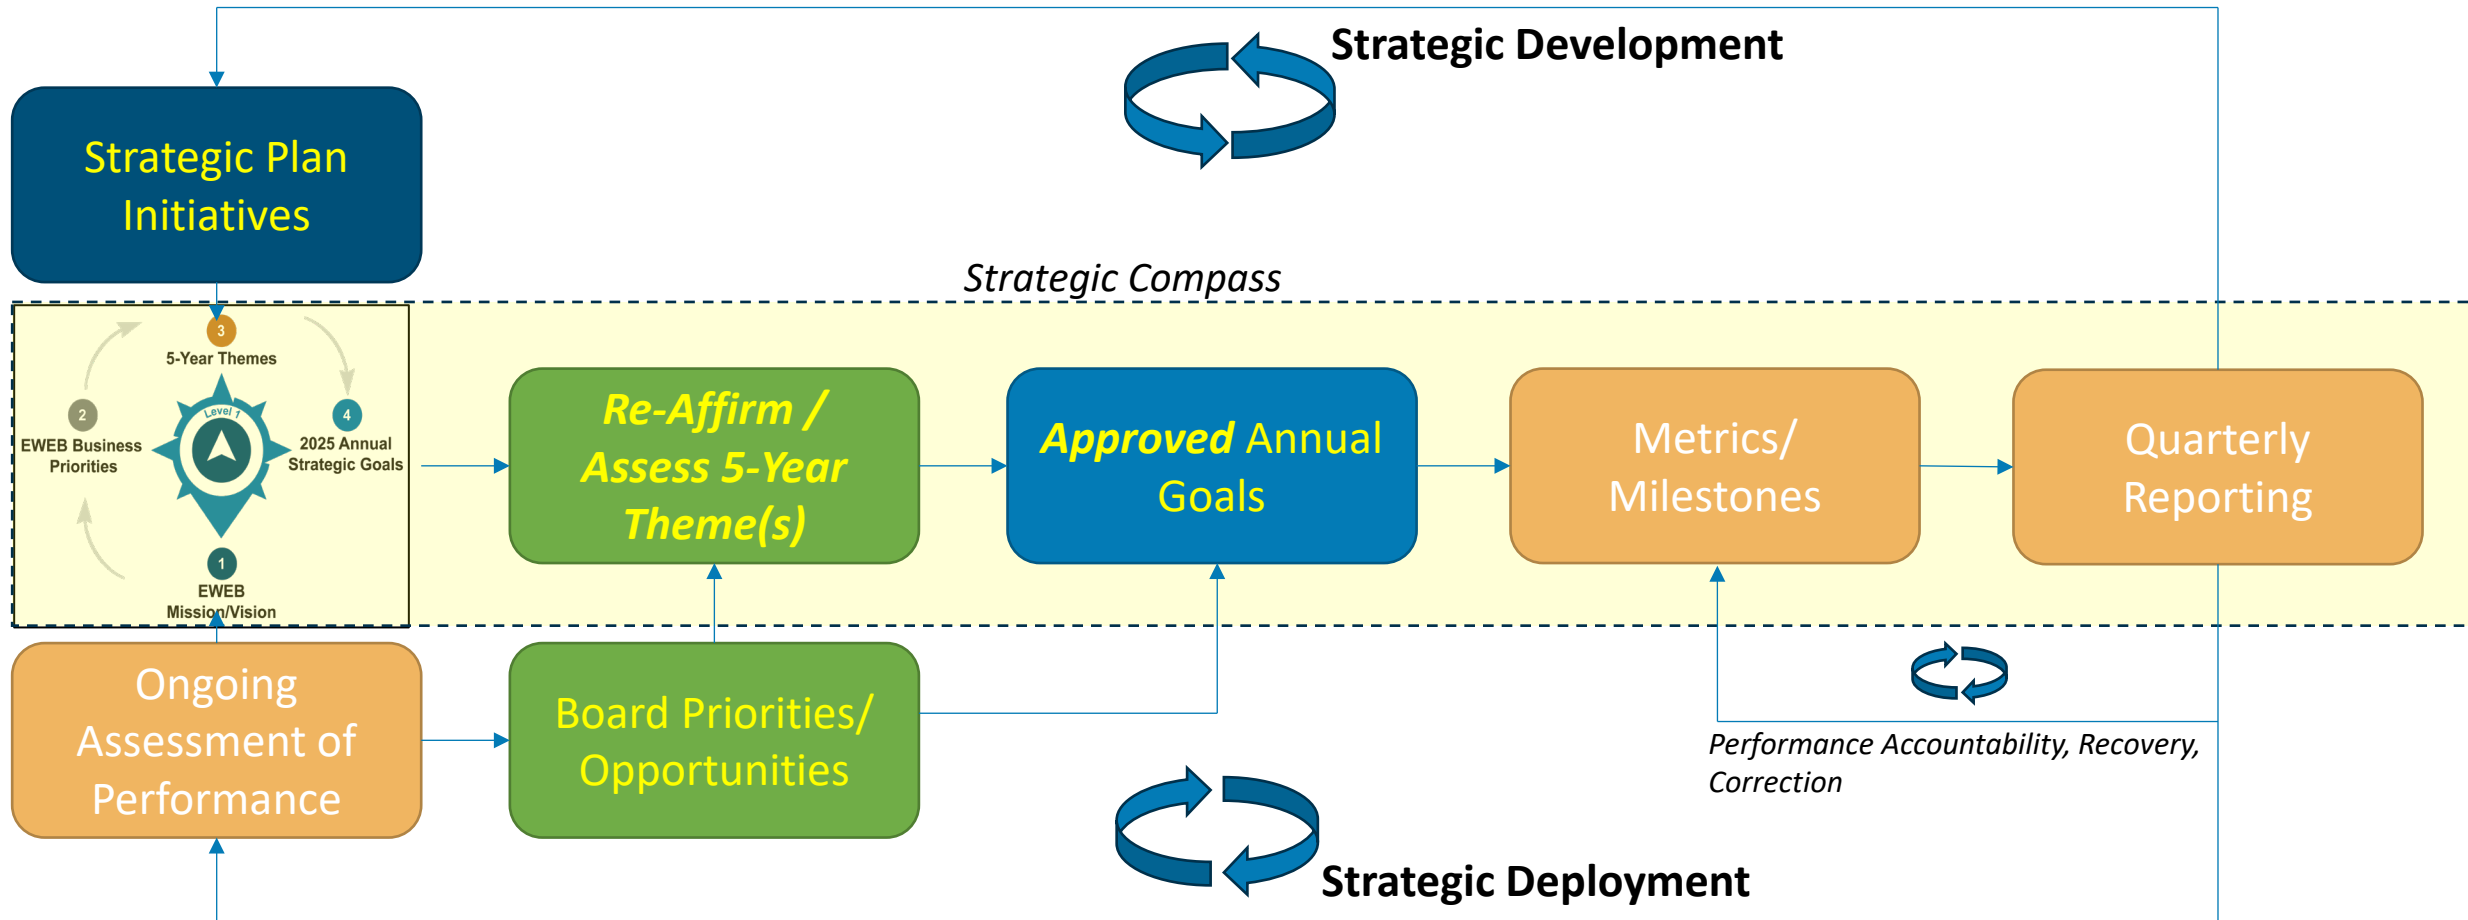 Strategic Development
Strategic Plan
Initiatives
Strategic Compass
3
5-Year Themes
2
EWEB Business
Priorities
Level 1
4
2025 Annual
Strategic Goals
1
EWEB
Mission/Vision
Re-Affirm /
Assess 5-Year
Theme(s)
Approved Annual
Goals
Metrics/
Milestones
Quarterly
Reporting
Ongoing
Assessment of
Performance
Board Priorities/
Opportunities
Performance Accountability, Recovery,
Correction
Strategic Deployment